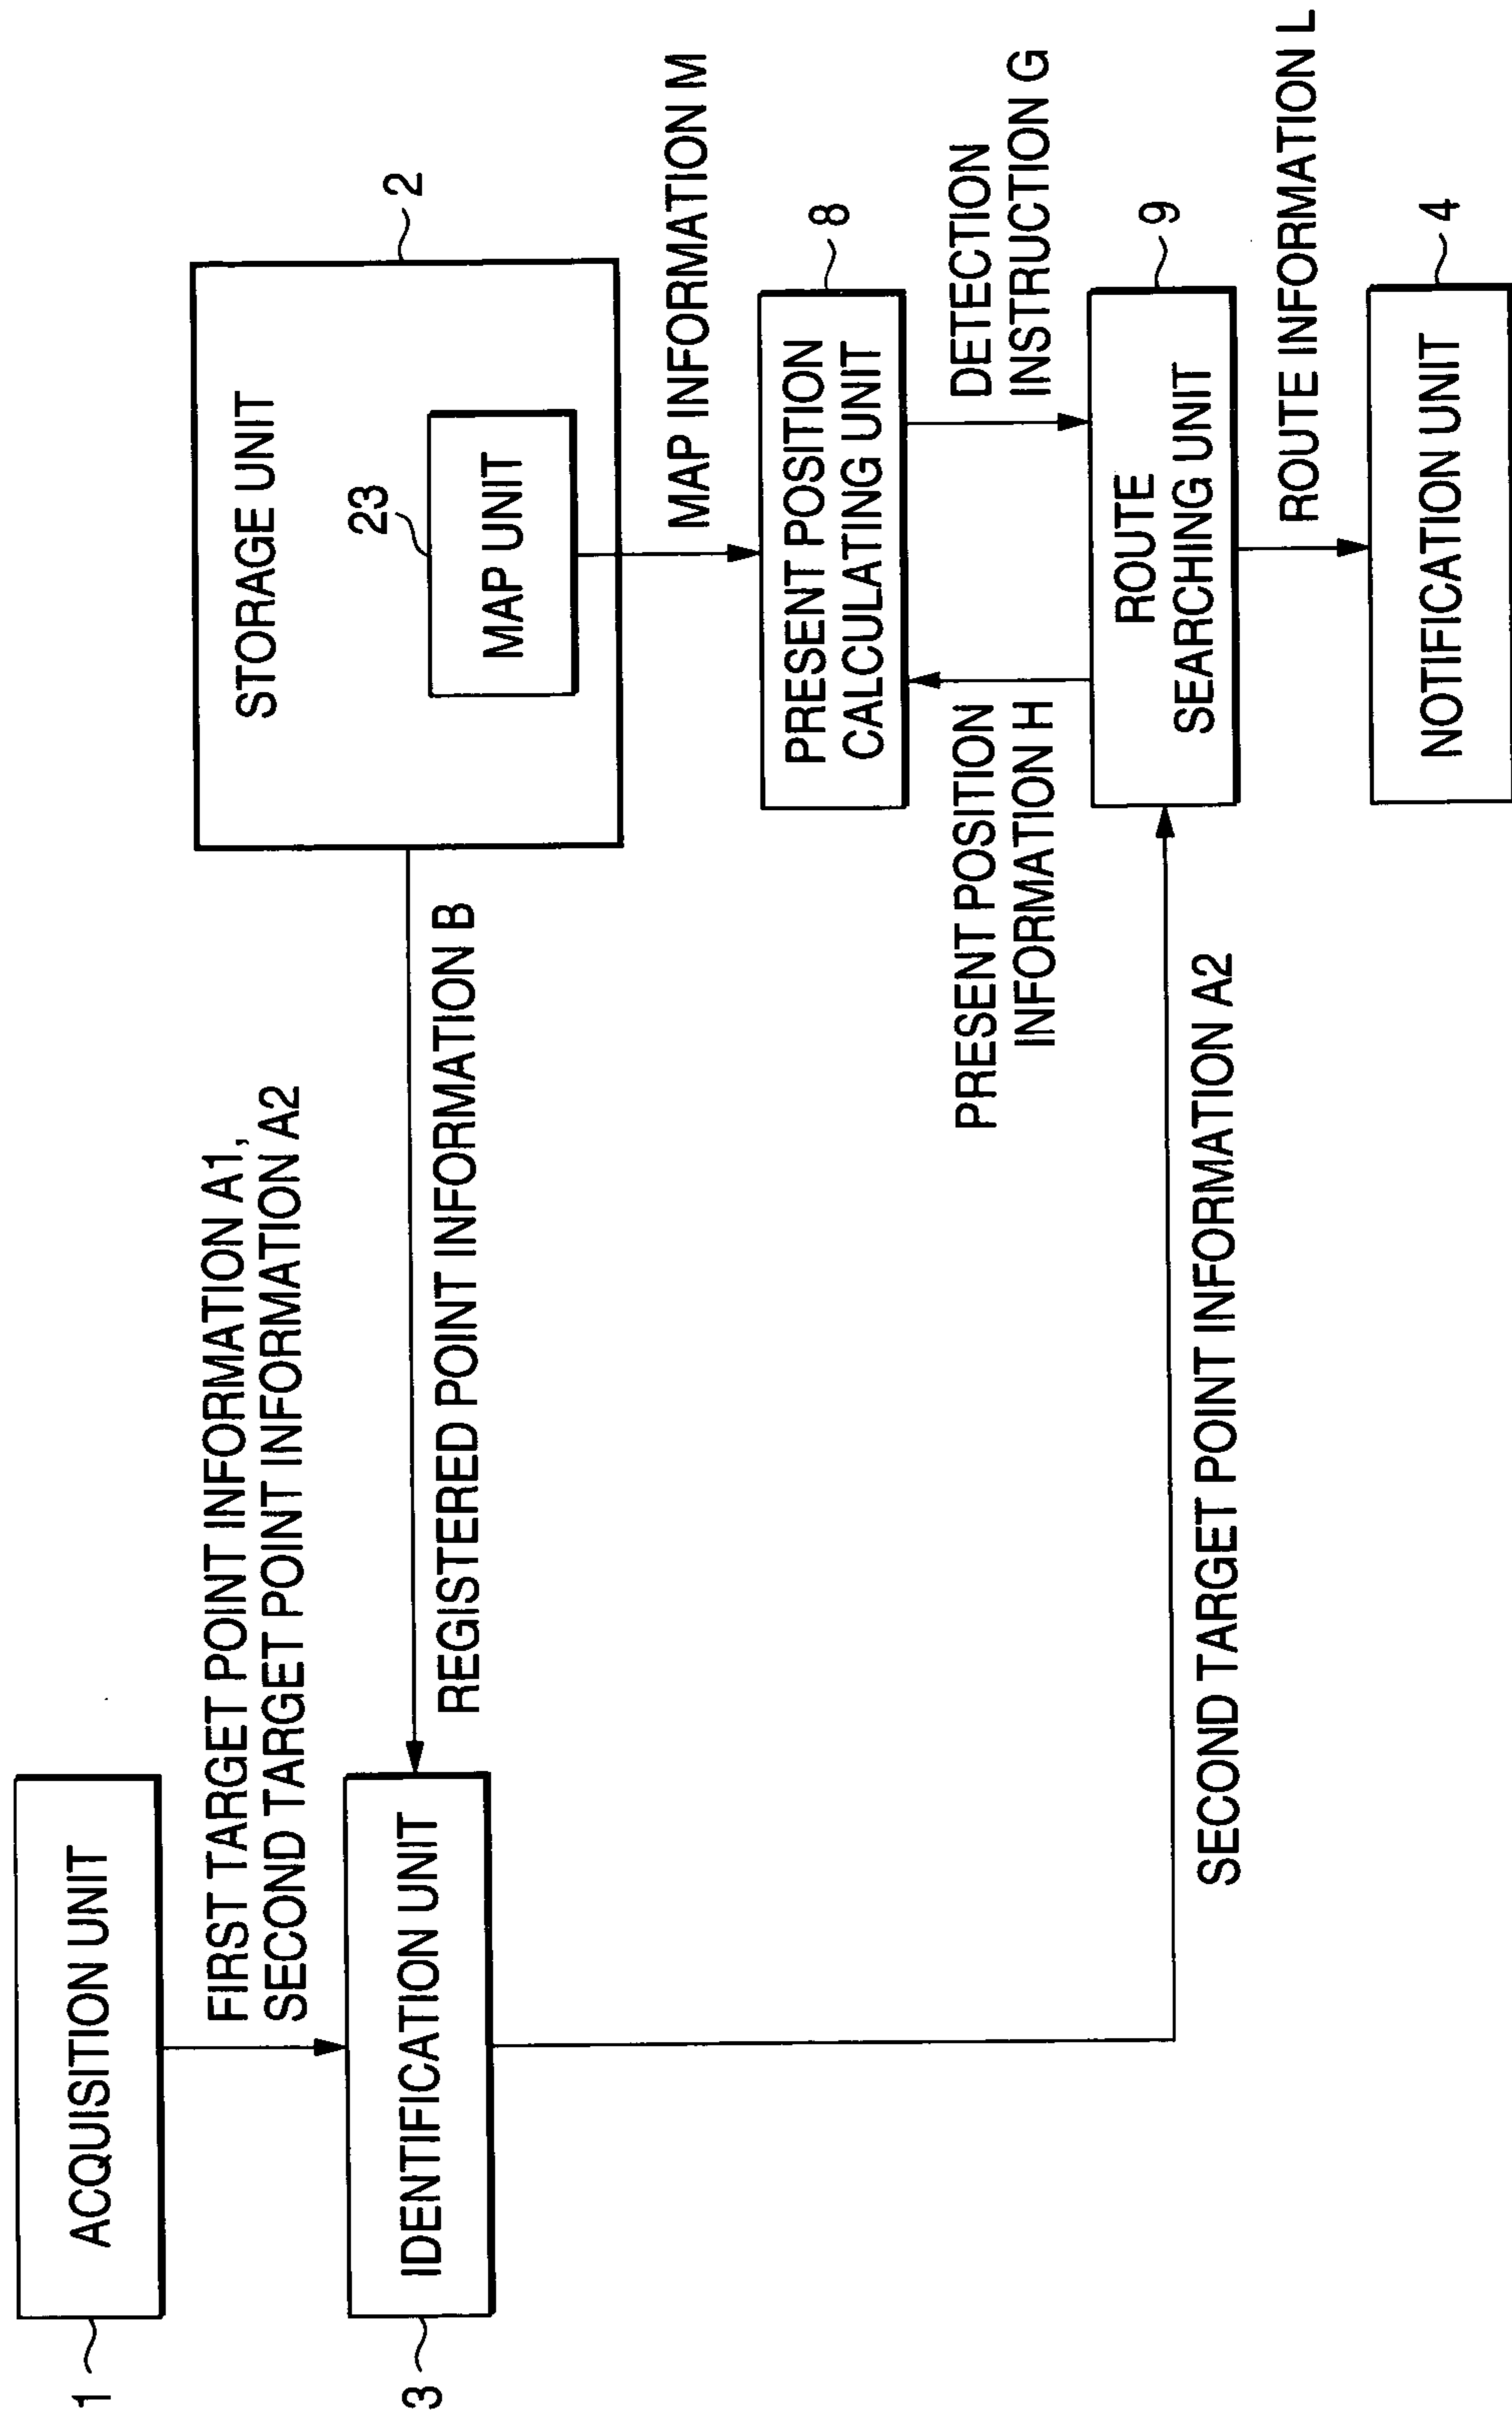 1
ACQUISITION UNIT
FIRST TARGET POINT INFORMATION A1,
SECOND TARGET POINT INFORMATION A2
3
IDENTIFICATION UNIT
REGISTERED POINT INFORMATION B
2
STORAGE UNIT
23
MAP UNIT
MAP INFORMATION M
8
PRESENT POSITION
CALCULATING UNIT
PRESENT POSITION
INFORMATION H
DETECTION
INSTRUCTION G
9
ROUTE
SEARCHING UNIT
SECOND TARGET POINT INFORMATION A2
ROUTE INFORMATION L
4
NOTIFICATION UNIT